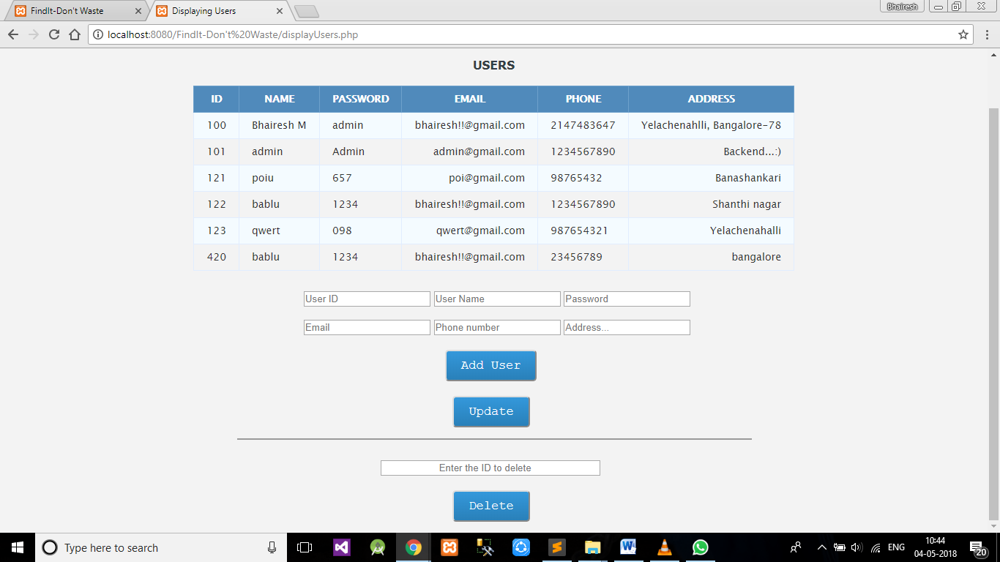 FindIt-Don't Waste
Displaying Users
Bhairesh
localhost:8080/FindIt-Don't%20Waste/displayUsers.php
USERS
ID NAME PASSWORD EMAIL PHONE ADDRESS
100 Bhairesh M admin bhairesh!!@gmail.com 2147483647 Yelachenahlli, Bangalore-78
101 admin Admin admin@gmail.com 1234567890 Backend...:)
121 poiu 657 poi@gmail.com 98765432 Banashankari
122 bablu 1234 bhairesh!!@gmail.com 1234567890 Shanthi nagar
123 qwert 098 qwert@gmail.com 987654321 Yelachenahalli
420 bablu 1234 bhairesh!!@gmail.com 23456789 bangalore
User ID User Name Password
Email Phone number Address...
Add User
Update
Enter the ID to delete
Delete
Type here to search
ENG
10:44
04-05-2018
20